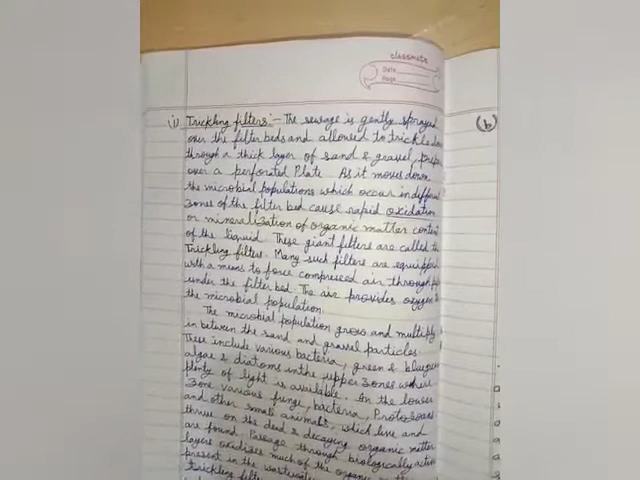 classmate
Date
Page
(i) Trickling filters :- The sewage is gently sprayed
over the filter beds and allowed to trickle down
through a thick layer of sand & gravel,
over a perforated Plate. As it moves down
the microbial populations which occur in different
zones of the filter bed cause rapid oxidation
or mineralization of organic matter content
of the liquid. These giant filters are called the
Trickling filters. Many such filters are equipped
with a means to force compressed air through
under the filter bed. The air provides oxygen to
the microbial population.
The microbial population grows and multiply
in between the sand and gravel particles.
These include various bacteria, green & bluegreen
algae & diatoms in the upper zones where
plenty of light is available. In the lower
zone various fungi, bacteria, Protozoans
and other small animals, which live and
thrive on the dead & decaying organic matter
are found. Passage through biologically active
layers oxidises much of the organic
present in the
trickling
(b)